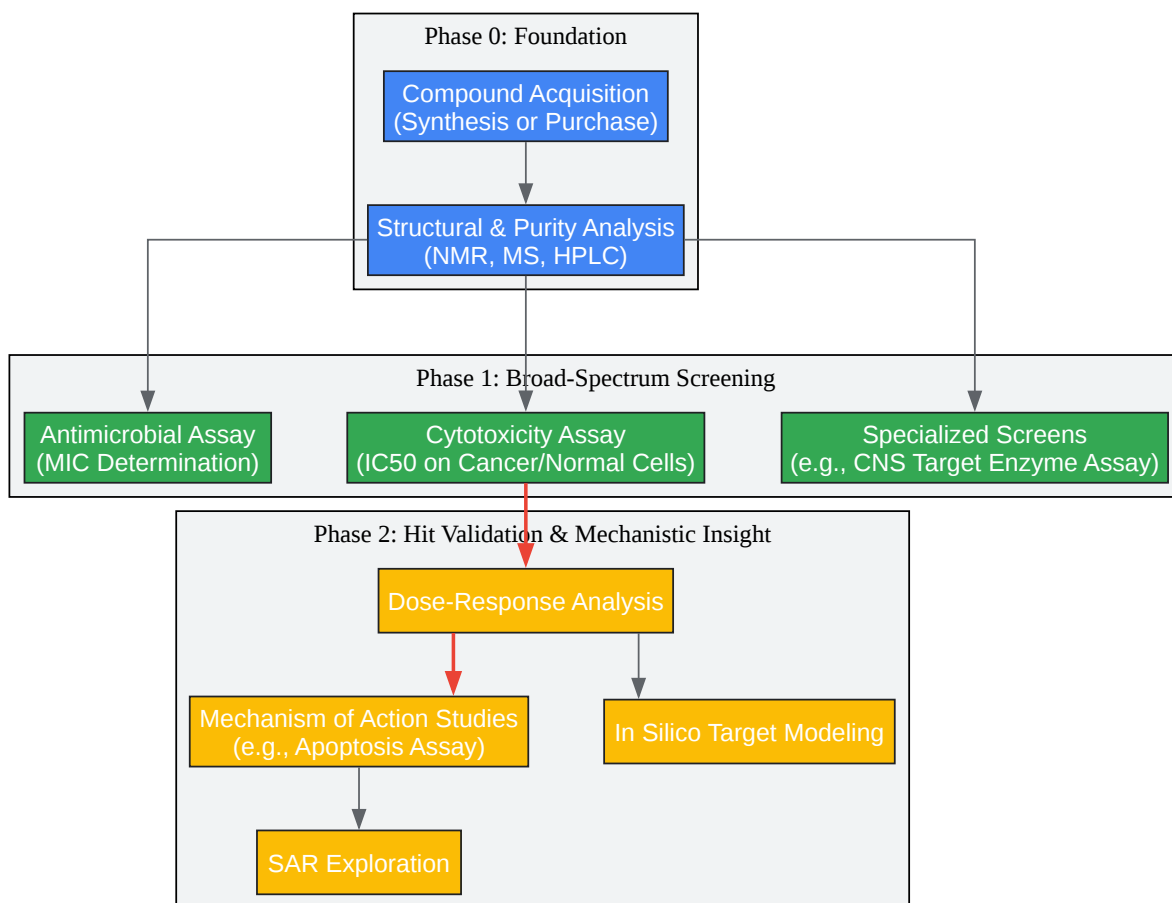 Phase 0: Foundation
Compound Acquisition
(Synthesis or Purchase)
Structural & Purity Analysis
(NMR, MS, HPLC)
Phase 1: Broad-Spectrum Screening
Antimicrobial Assay
(MIC Determination)
Cytotoxicity Assay
(IC50 on Cancer/Normal Cells)
Specialized Screens
(e.g., CNS Target Enzyme Assay)
Phase 2: Hit Validation & Mechanistic Insight
Dose-Response Analysis
Mechanism of Action Studies
(e.g., Apoptosis Assay)
In Silico Target Modeling
SAR Exploration